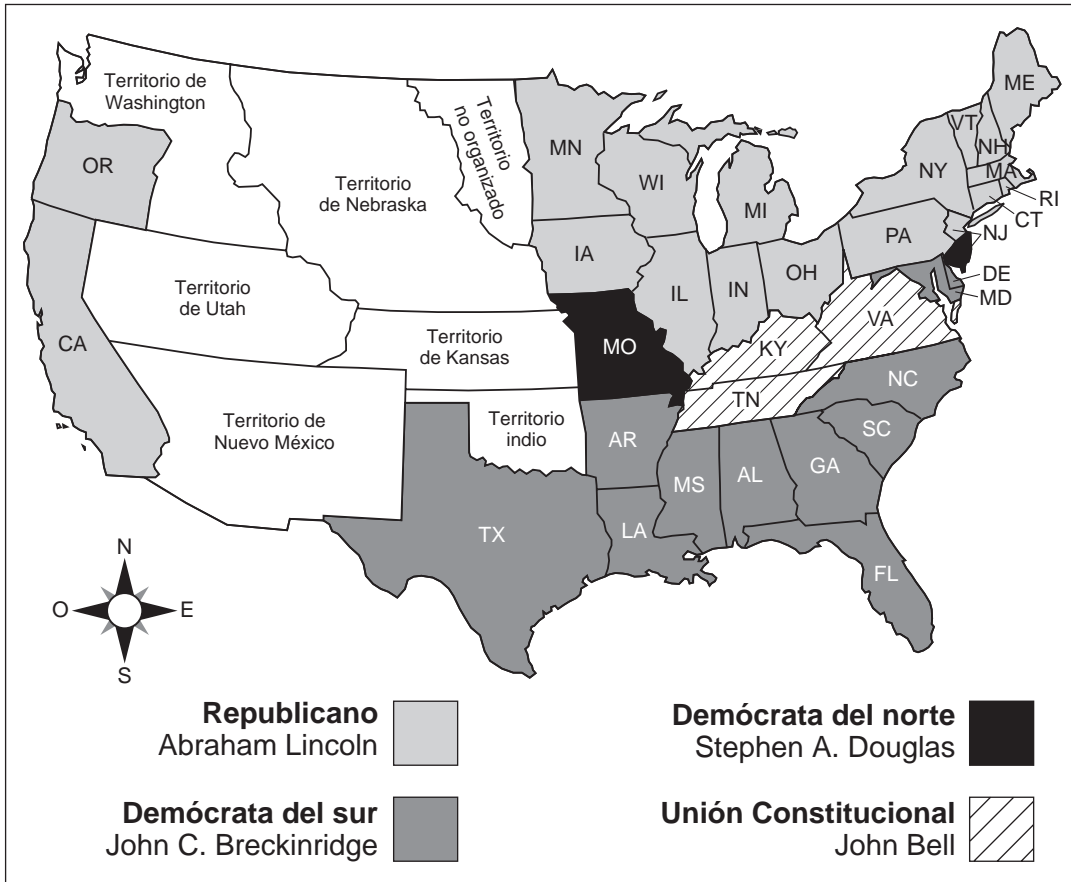 Territorio de
Washington
Territorio
no organizado
ME
VT
NH
OR
MN
MA
WI
NY
Territorio
de Nebraska
MI
RI
CT
PA
NJ
IA
OH
DE
MD
Territorio
de Utah
IL
IN
VA
CA
Territorio
de Kansas
MO
KY
NC
TN
Territorio de
Nuevo México
Territorio
indio
AR
SC
MS
AL
GA
TX
LA
FL
N
O
E
S
Republicano
Abraham Lincoln
Demócrata del norte
Stephen A. Douglas
Demócrata del sur
John C. Breckinridge
Unión Constitucional
John Bell